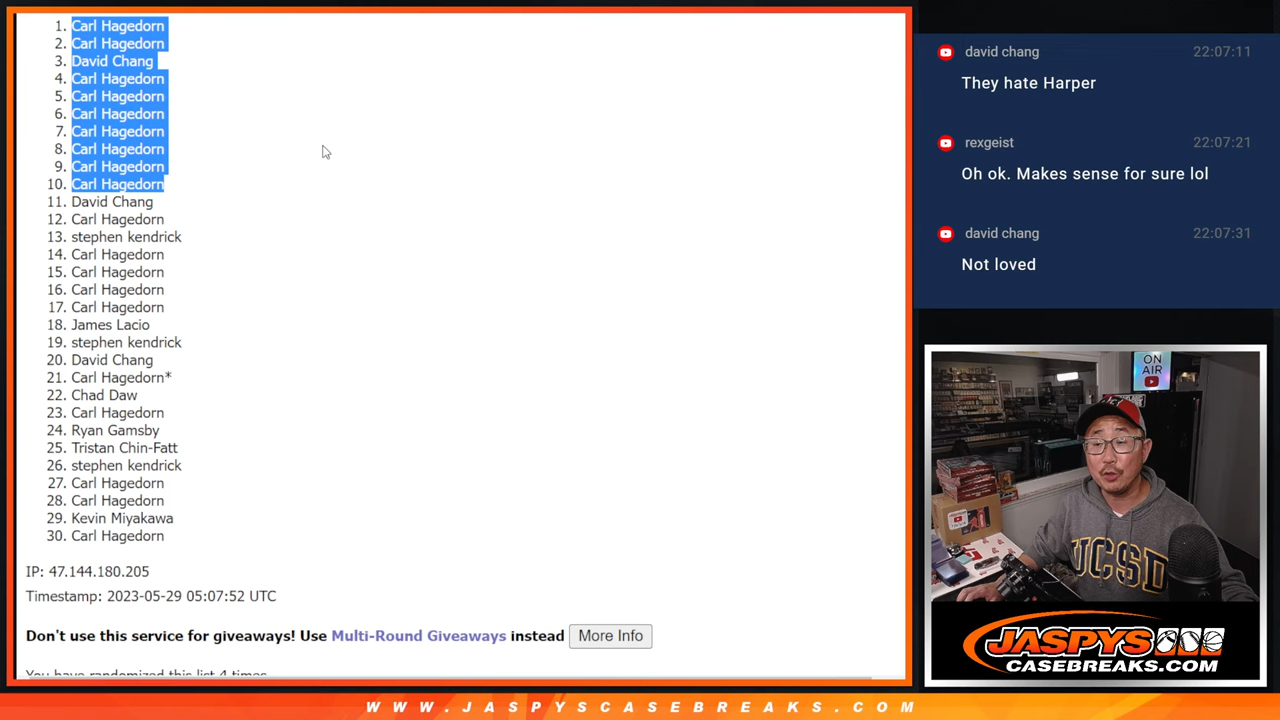 1. Carl Hagedorn
2. Carl Hagedorn
3. David Chang
4. Carl Hagedorn
5. Carl Hagedorn
6. Carl Hagedorn
7. Carl Hagedorn
8. Carl Hagedorn
9. Carl Hagedorn
10. Carl Hagedorn
11. David Chang
12. Carl Hagedorn
13. stephen kendrick
14. Carl Hagedorn
15. Carl Hagedorn
16. Carl Hagedorn
17. Carl Hagedorn
18. James Lacio
19. stephen kendrick
20. David Chang
21. Carl Hagedorn*
22. Chad Daw
23. Carl Hagedorn
24. Ryan Gamsby
25. Tristan Chin-Fatt
26. stephen kendrick
27. Carl Hagedorn
28. Carl Hagedorn
29. Kevin Miyakawa
30. Carl Hagedorn
IP: 47.144.180.205
Timestamp: 2023-05-29 05:07:52 UTC
Don't use this service for giveaways! Use Multi-Round Giveaways instead More Info
You have randomized this list 4 times
david chang 22:07:11
They hate Harper
rexgeist 22:07:21
Oh ok. Makes sense for sure lol
david chang 22:07:31
Not loved
ON
AIR
UCSD
JASPYS
CASEBREAKS.COM
WWW.JASPYSCASEBREAKS.COM